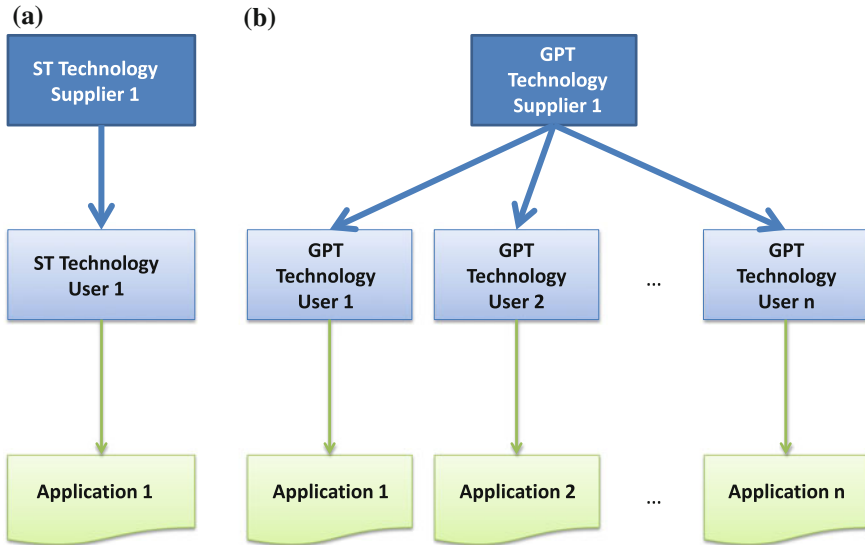 (a)
(b)
ST Technology
Supplier 1
GPT
Technology
Supplier 1
ST Technology
User 1
GPT
Technology
User 1
GPT
Technology
User 2
...
GPT
Technology
User n
Application 1
Application 1
Application 2
...
Application n